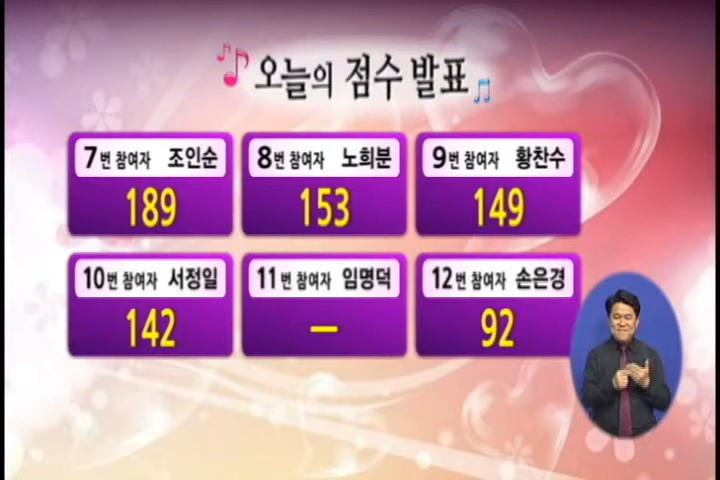 오늘의 점수 발표
7번 참여자 조인순
189
8번 참여자 노희분
153
9번 참여자 황찬수
149
10번 참여자 서정일
142
11번 참여자 임명덕
–
12번 참여자 손은경
92